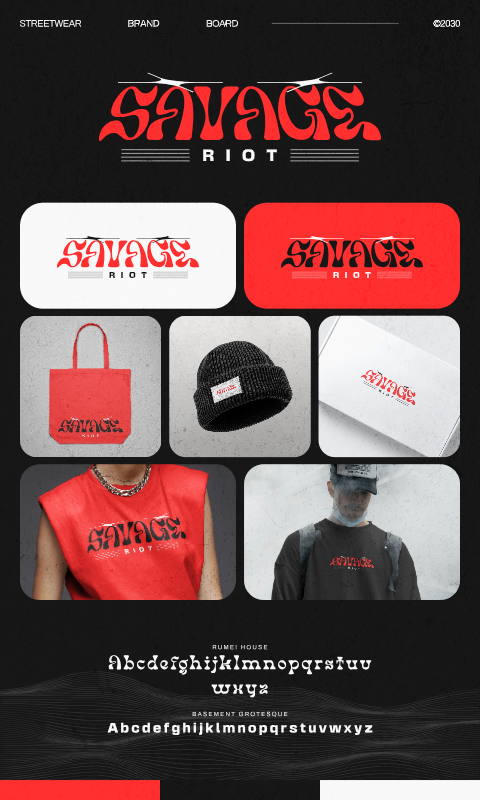 STREETWEAR BRAND BOARD ©2030
SAVAGE
RIOT
SAVAGE
RIOT
SAVAGE
RIOT
SAVAGE
RIOT
SAVAGE
SAVAGE
SAVAGE
RIOT
SAVAGE
RUMEI HOUSE
Abcdefghijklmnopqrstuv
wxyz
BASEMENT GROTESQUE
Abcdefghijklmnopqrstuvwxyz